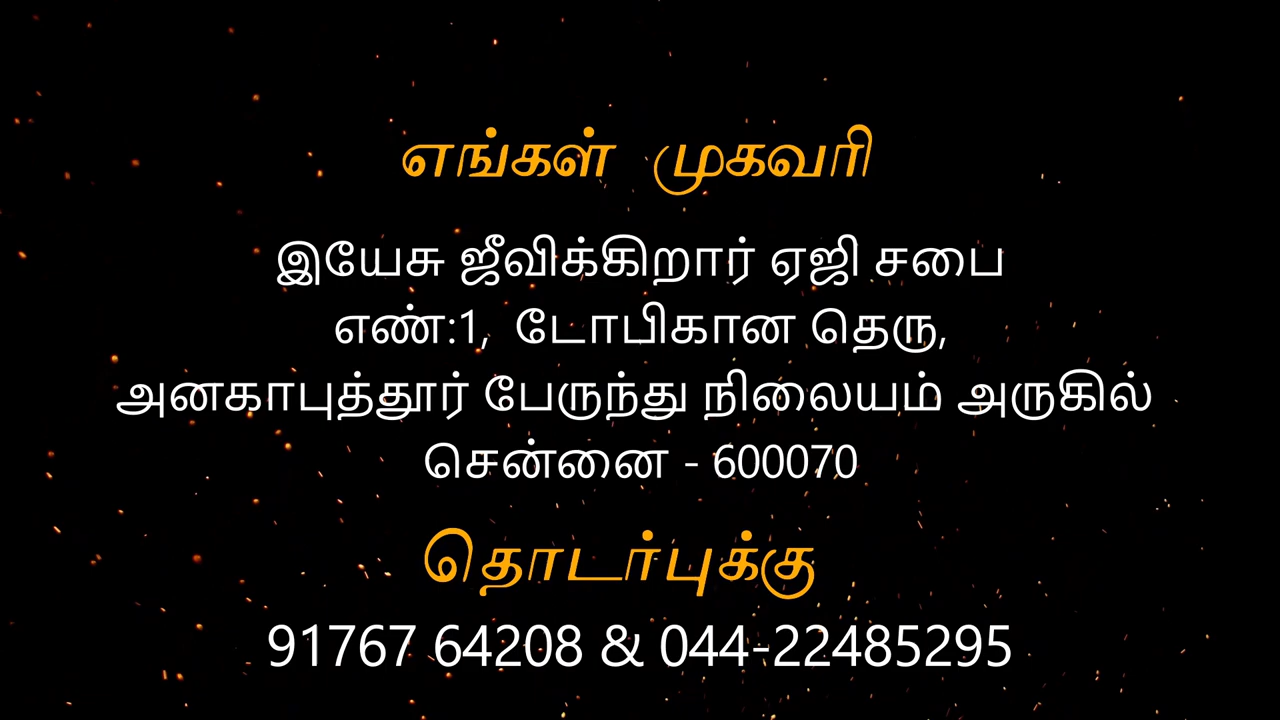 எங்கள் முகவரி
இயேசு ஜீவிக்கிறார் ஏஜி சபை
எண்:1, டோபிகான தெரு,
அனகாபுத்தூர் பேருந்து நிலையம் அருகில்
சென்னை - 600070
தொடர்புக்கு
91767 64208 & 044-22485295